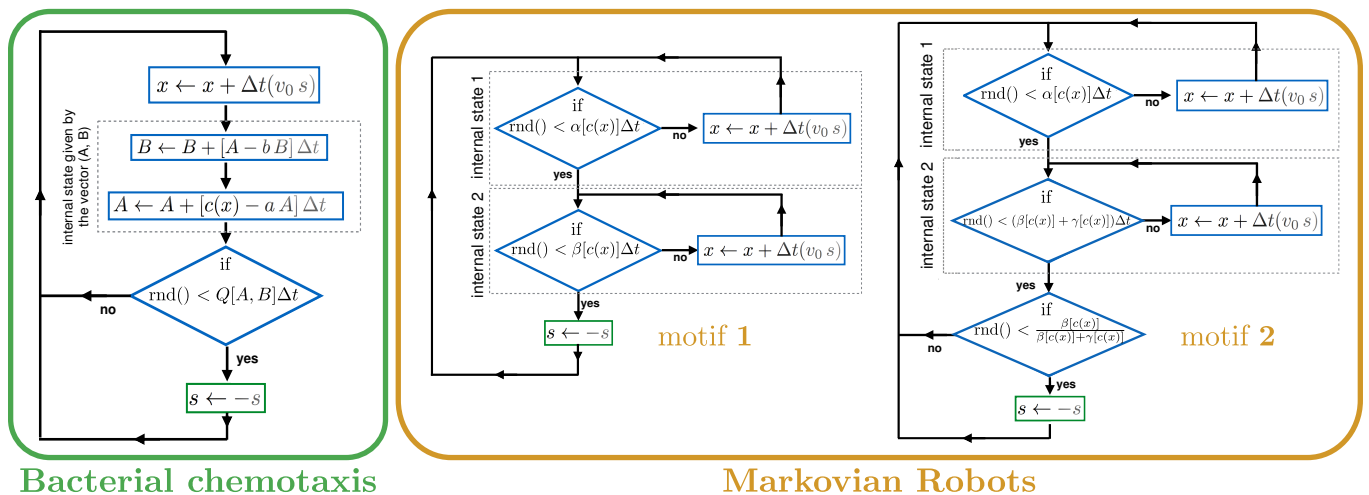 x ← x + Δt(v₀ s)
internal state given by
the vector (A, B)
B ← B + [A − b B] Δt
A ← A + [c(x) − a A] Δt
if
rnd() < Q[A, B]Δt
no
yes
s ← −s
Bacterial chemotaxis
internal state 1
if
rnd() < α[c(x)]Δt
no
x ← x + Δt(v₀ s)
yes
internal state 2
if
rnd() < β[c(x)]Δt
no
x ← x + Δt(v₀ s)
yes
s ← −s
motif 1
internal state 1
if
rnd() < α[c(x)]Δt
no
x ← x + Δt(v₀ s)
yes
internal state 2
if
rnd() < (β[c(x)] + γ[c(x)])Δt
no
x ← x + Δt(v₀ s)
yes
if
rnd() < β[c(x)] / β[c(x)]+γ[c(x)]
no
yes
s ← −s
motif 2
Markovian Robots